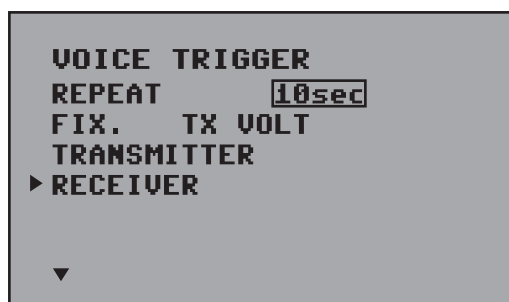 VOICE TRIGGER
REPEAT 10sec
FIX. TX VOLT
TRANSMITTER
RECEIVER